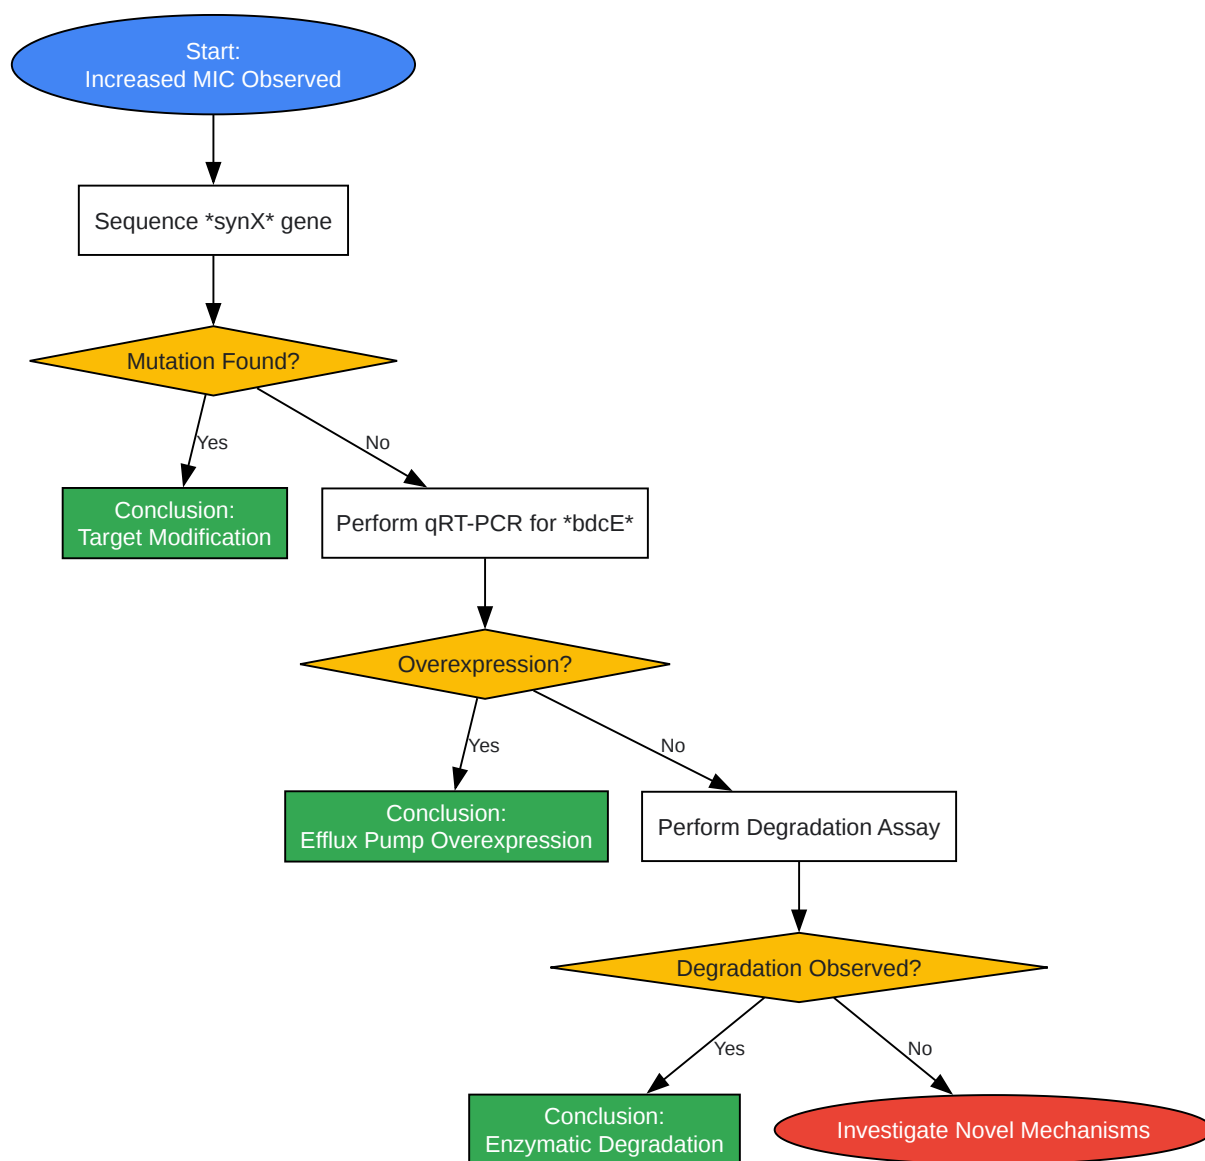 Start:
Increased MIC Observed
Sequence *synX* gene
Mutation Found?
Yes
No
Conclusion:
Target Modification
Perform qRT-PCR for *bdcE*
Overexpression?
Yes
No
Conclusion:
Efflux Pump Overexpression
Perform Degradation Assay
Degradation Observed?
Yes
No
Conclusion:
Enzymatic Degradation
Investigate Novel Mechanisms